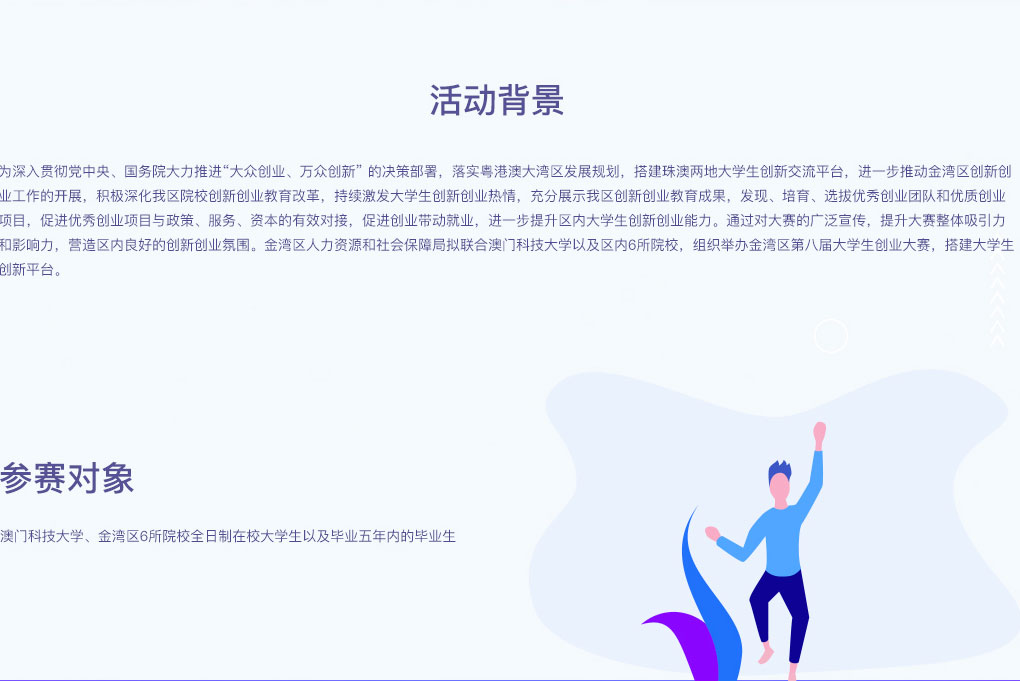 活动背景
为深入贯彻党中央、国务院大力推进“大众创业、万众创新” 的决策部署，落实粤港澳大湾区发展规划，搭建珠澳两地大学生创新交流平台，进一步推动金湾区创新创
业工作的开展，积极深化我区院校创新创业教育改革，持续激发大学生创新创业热情，充分展示我区创新创业教育成果，发现、培育、选拔优秀创业团队和优质创业
项目，促进优秀创业项目与政策、服务、资本的有效对接，促进创业带动就业，进一步提升区内大学生创新创业能力。通过对大赛的广泛宣传，提升大赛整体吸引力
和影响力，营造区内良好的创新创业氛围。金湾区人力资源和社会保障局拟联合澳门科技大学以及区内6所院校，组织举办金湾区第八届大学生创业大赛，搭建大学生
创新平台。
参赛对象
澳门科技大学、金湾区6所院校全日制在校大学生以及毕业五年内的毕业生